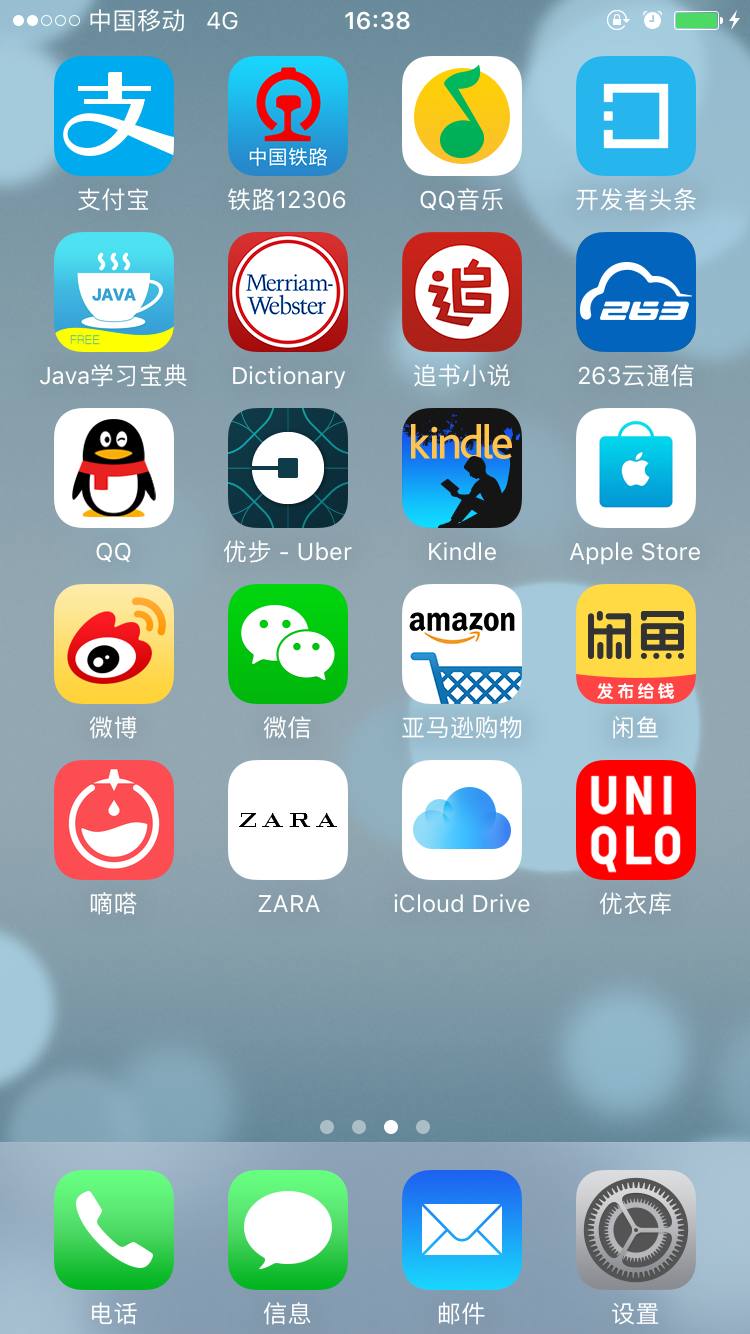 中国移动 4G 16:38
支
中国铁路
支付宝 铁路12306 QQ音乐 开发者头条
JAVA
FREE
Merriam-
Webster
追
263
Java学习宝典 Dictionary 追书小说 263云通信
kindle
QQ 优步 - Uber Kindle Apple Store
amazon
闲鱼
发布给钱
微博 微信 亚马逊购物 闲鱼
ZARA
UNI
QLO
嘀嗒 ZARA iCloud Drive 优衣库
电话 信息 邮件 设置